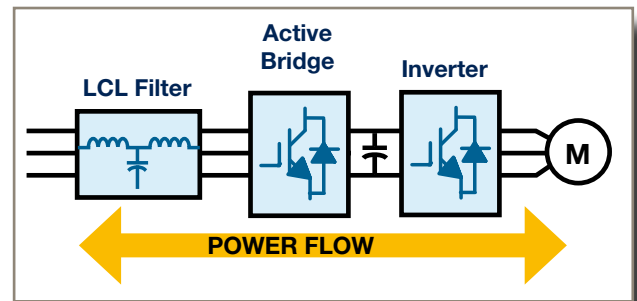 Active
Bridge
Inverter
LCL Filter
M
POWER FLOW